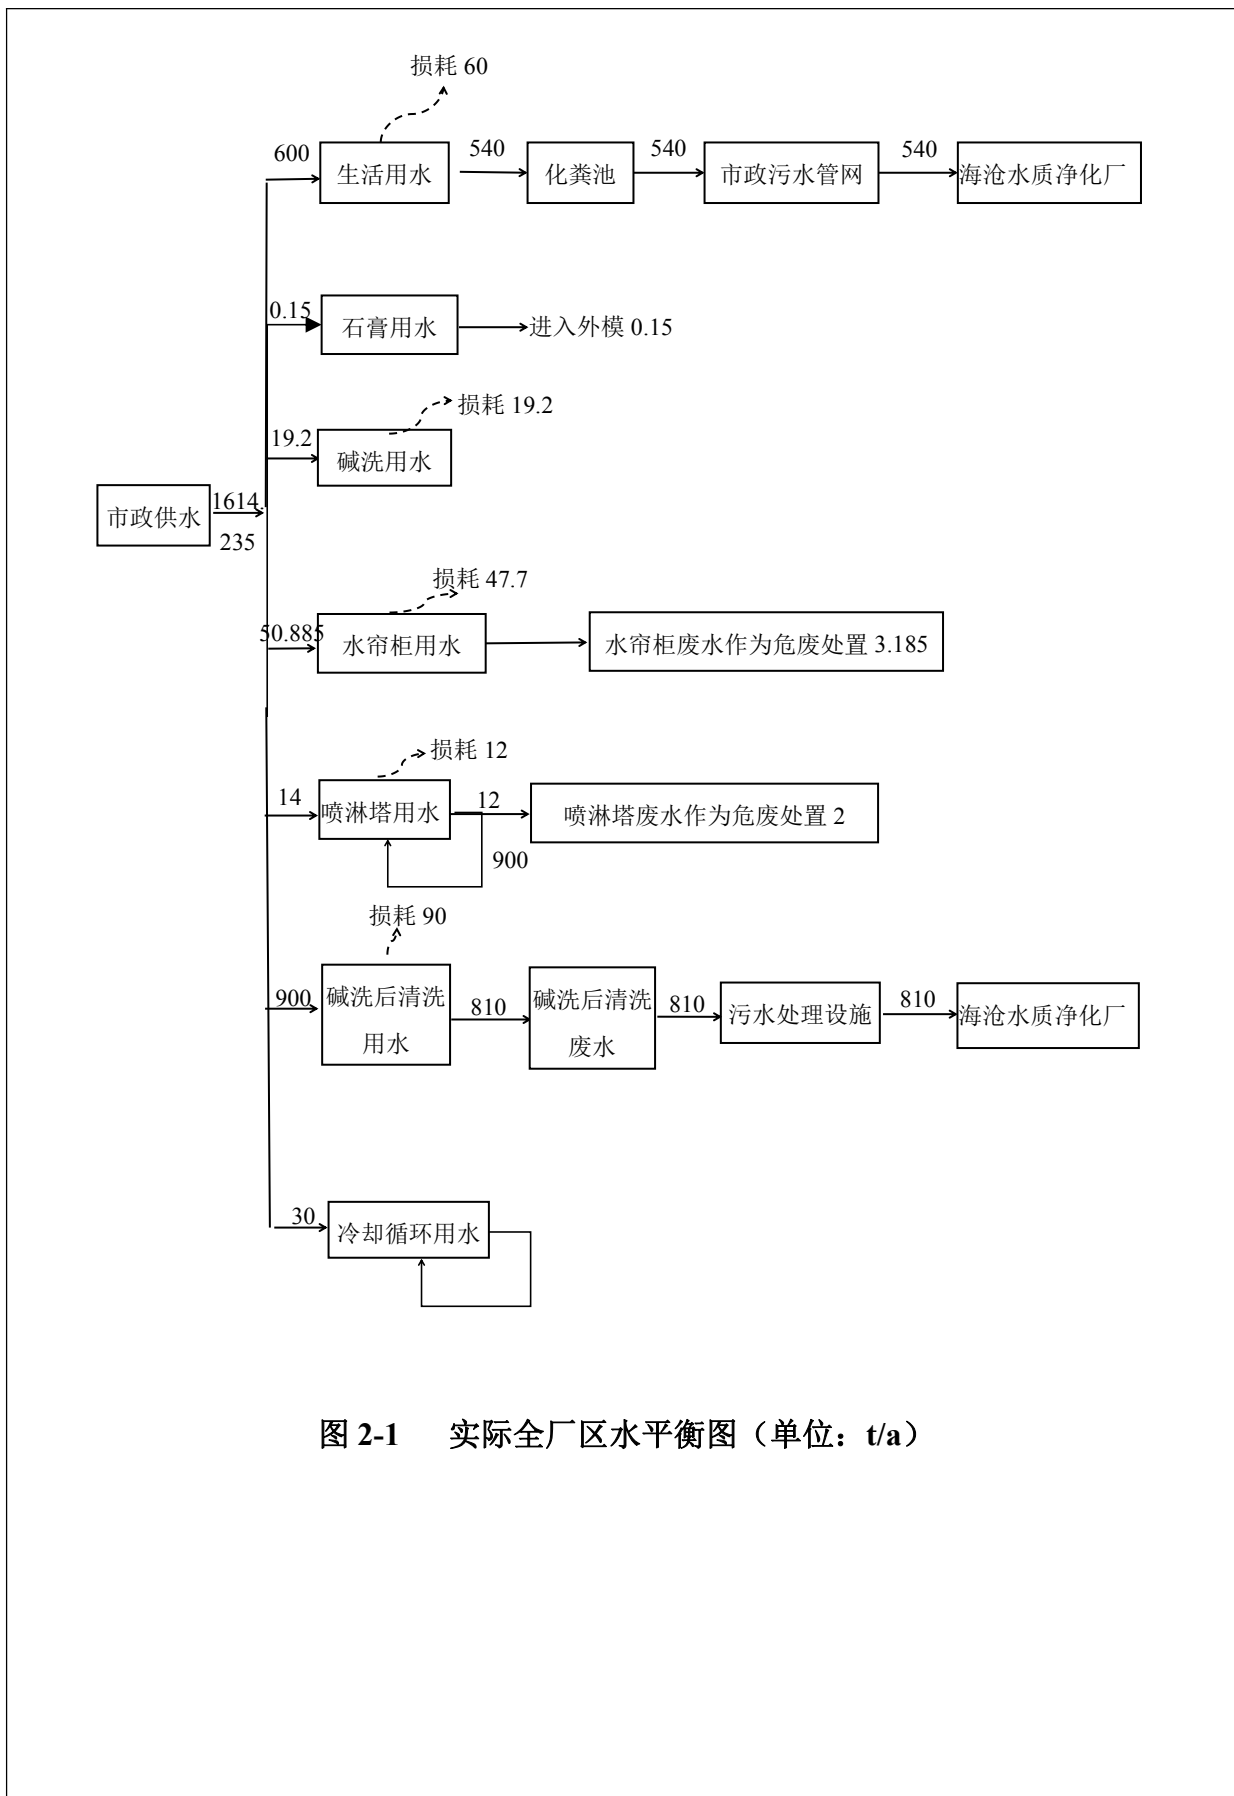 损耗 60
600
生活用水
540
化粪池
540
市政污水管网
540
海沧水质净化厂
0.15
石膏用水
进入外模 0.15
损耗 19.2
19.2
碱洗用水
市政供水
1614.
235
损耗 47.7
50.885
水帘柜用水
水帘柜废水作为危废处置 3.185
损耗 12
14
喷淋塔用水
12
喷淋塔废水作为危废处置 2
900
损耗 90
900
碱洗后清洗
用水
810
碱洗后清洗
废水
810
污水处理设施
810
海沧水质净化厂
30
冷却循环用水
图 2-1 实际全厂区水平衡图（单位：t/a）